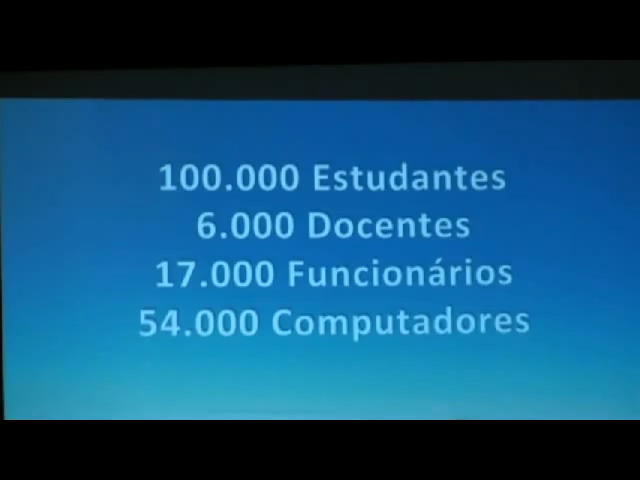 100.000 Estudantes
6.000 Docentes
17.000 Funcionários
54.000 Computadores